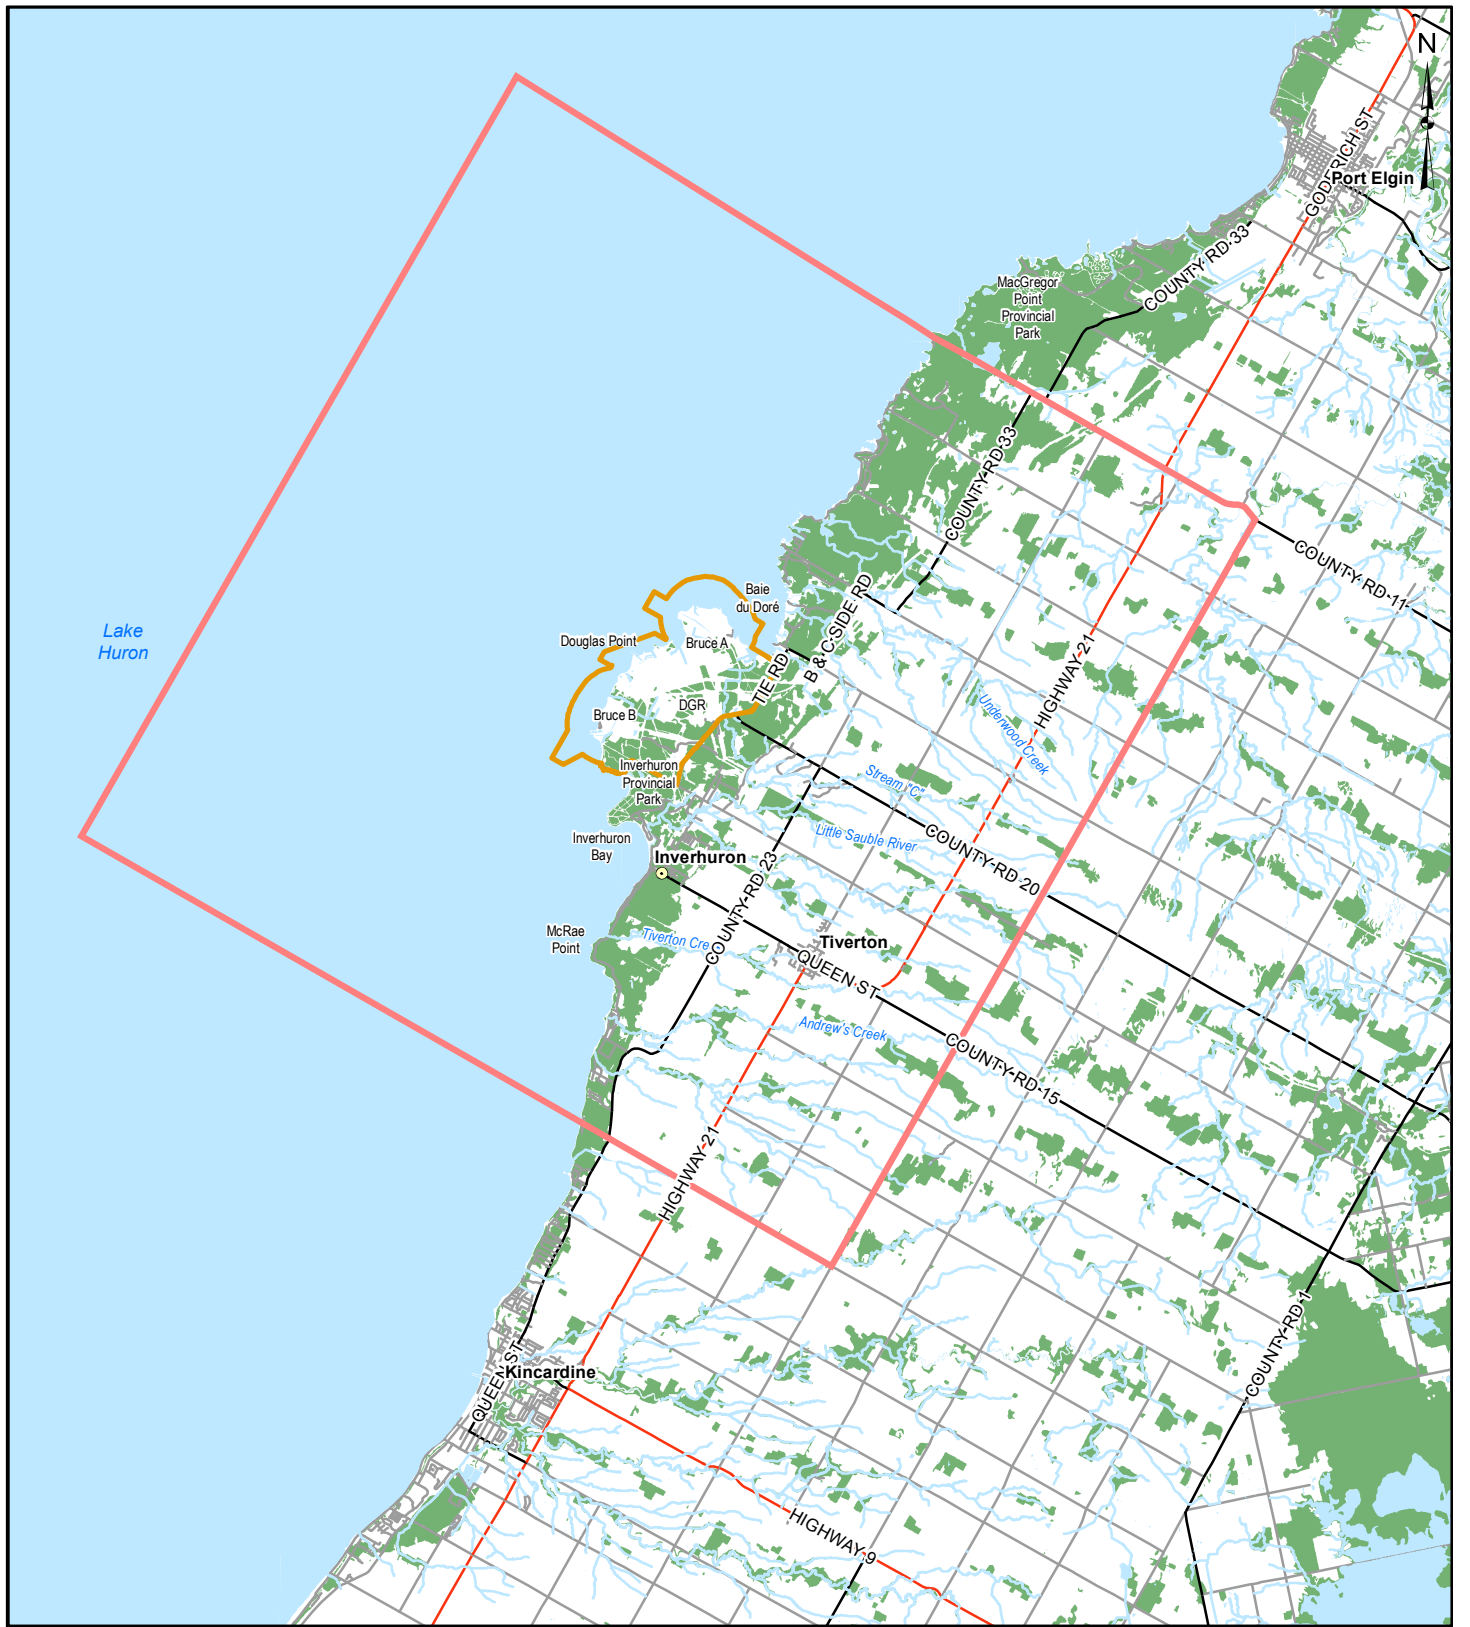 N
GODERICH ST
Port Elgin
COUNTY RD 33
MacGregor
Point
Provincial
Park
COUNTY RD 33
COUNTY RD 11
Baie
du Doré
Lake
Huron
Douglas Point
Bruce A
B & C SIDE RD
TIE RD
HIGHWAY 21
DGR
Bruce B
Underwood Creek
Inverhuron
Provincial
Park
Stream "C"
Inverhuron
Bay
Little Sauble River
COUNTY RD 20
Inverhuron
COUNTY RD 23
McRae
Point
Tiverton Cre
Tiverton
QUEEN ST
Andrew's Creek
COUNTY RD 15
HIGHWAY 21
COUNTY RD 1
QUEEN ST
Kincardine
HIGHWAY 9